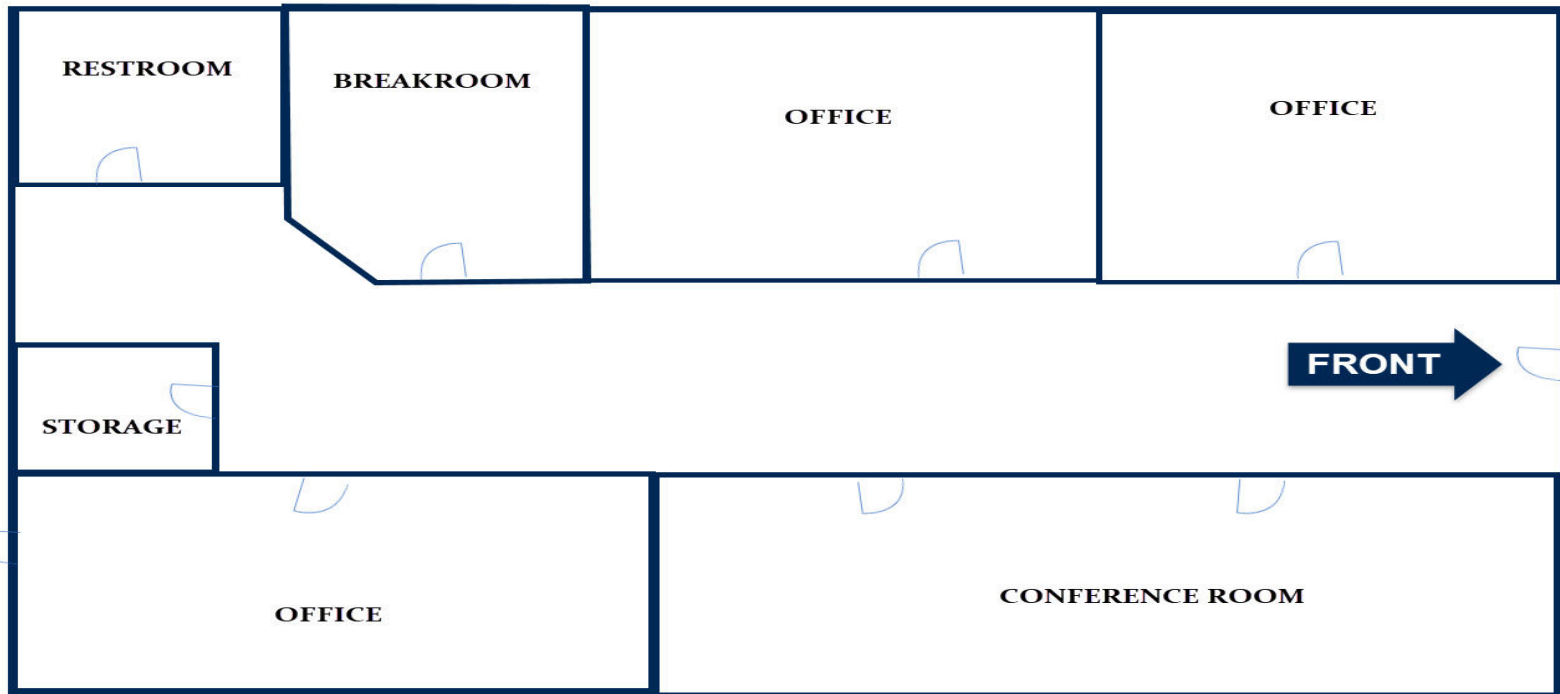 RESTROOM
BREAKROOM
OFFICE
OFFICE
FRONT
STORAGE
OFFICE
CONFERENCE ROOM